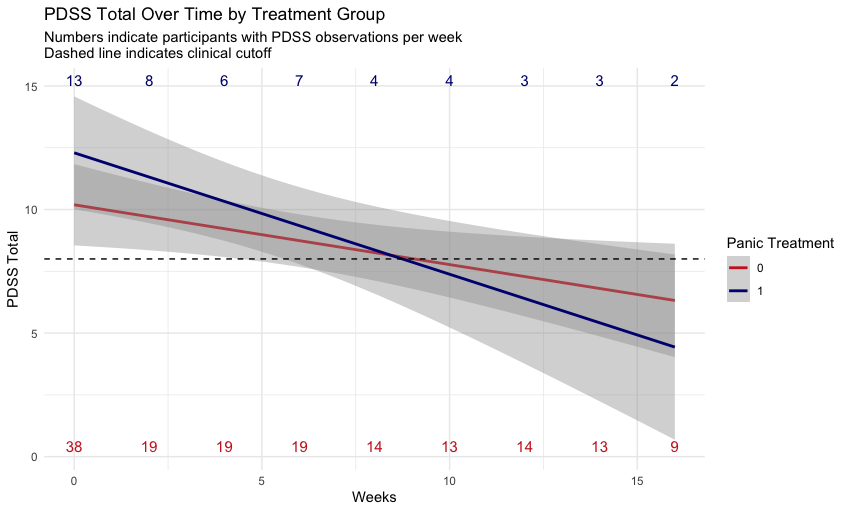 PDSS Total Over Time by Treatment Group
Numbers indicate participants with PDSS observations per week
Dashed line indicates clinical cutoff
13 8 6 7 4 4 3 3 2
15
10
5
0
PDSS Total
38 19 19 19 14 13 14 13 9
0 5 10 15
Weeks
Panic Treatment
0
1